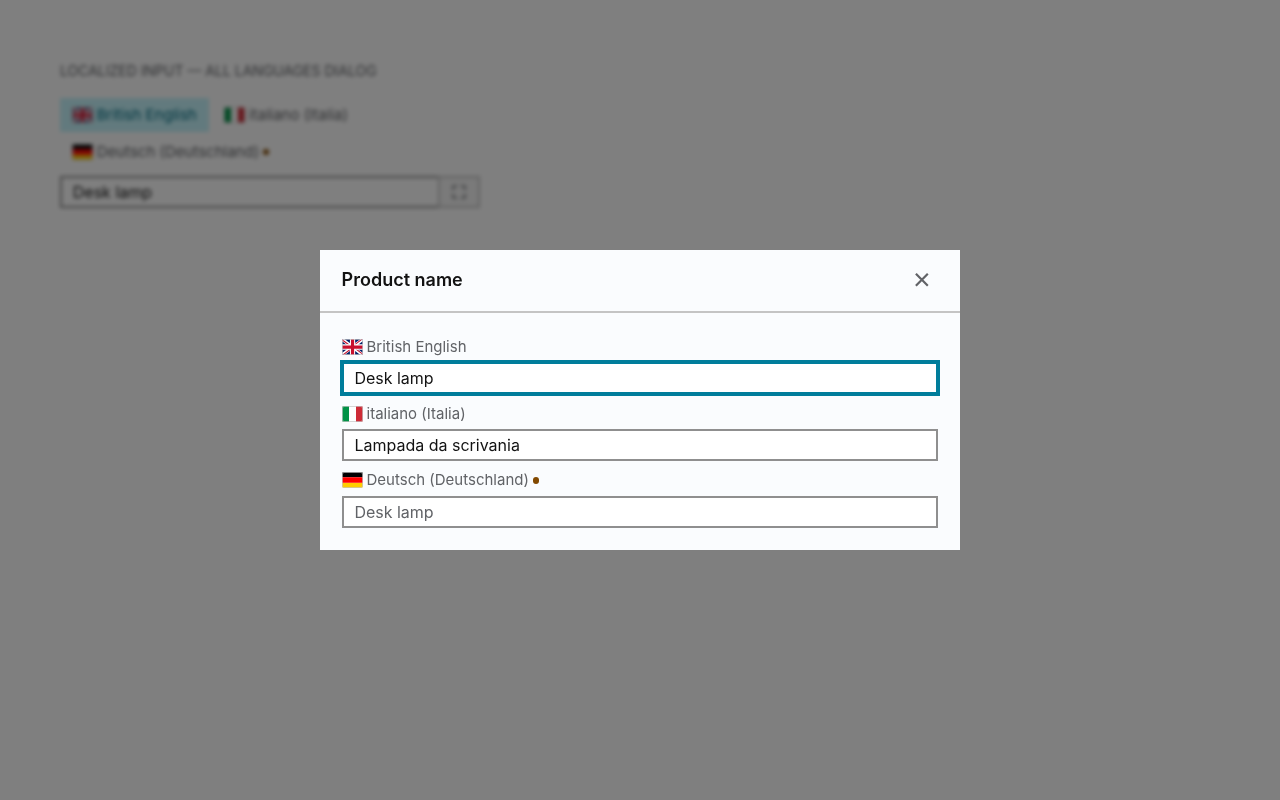 LOCALIZED INPUT — ALL LANGUAGES DIALOG
British English italiano (Italia)
Deutsch (Deutschland)
Desk lamp
Product name
British English
Desk lamp
italiano (Italia)
Lampada da scrivania
Deutsch (Deutschland)
Desk lamp